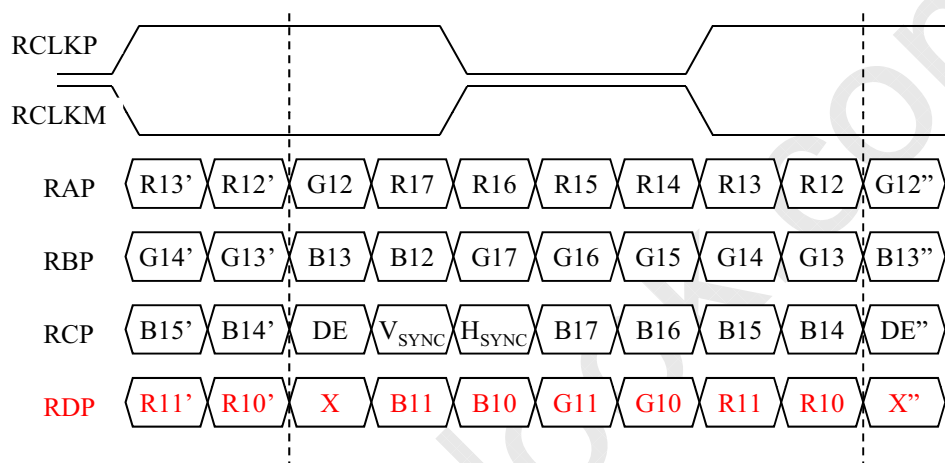 RCLKP
RCLKM
RAP R13’ R12’ G12 R17 R16 R15 R14 R13 R12 G12”
RBP G14’ G13’ B13 B12 G17 G16 G15 G14 G13 B13”
RCP B15’ B14’ DE VSYNC HSYNC B17 B16 B15 B14 DE”
RDP R11’ R10’ X B11 B10 G11 G10 R11 R10 X”